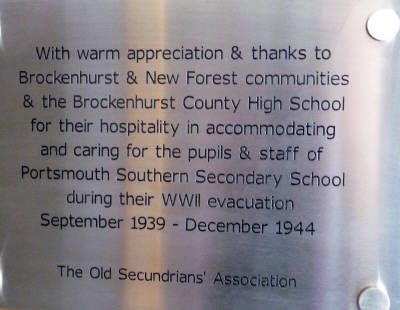 With warm appreciation & thanks to
Brockenhurst & New Forest communities
& the Brockenhurst County High School
for their hospitality in accommodating
and caring for the pupils & staff of
Portsmouth Southern Secondary School
during their WWII evacuation
September 1939 - December 1944
The Old Secundrians' Association